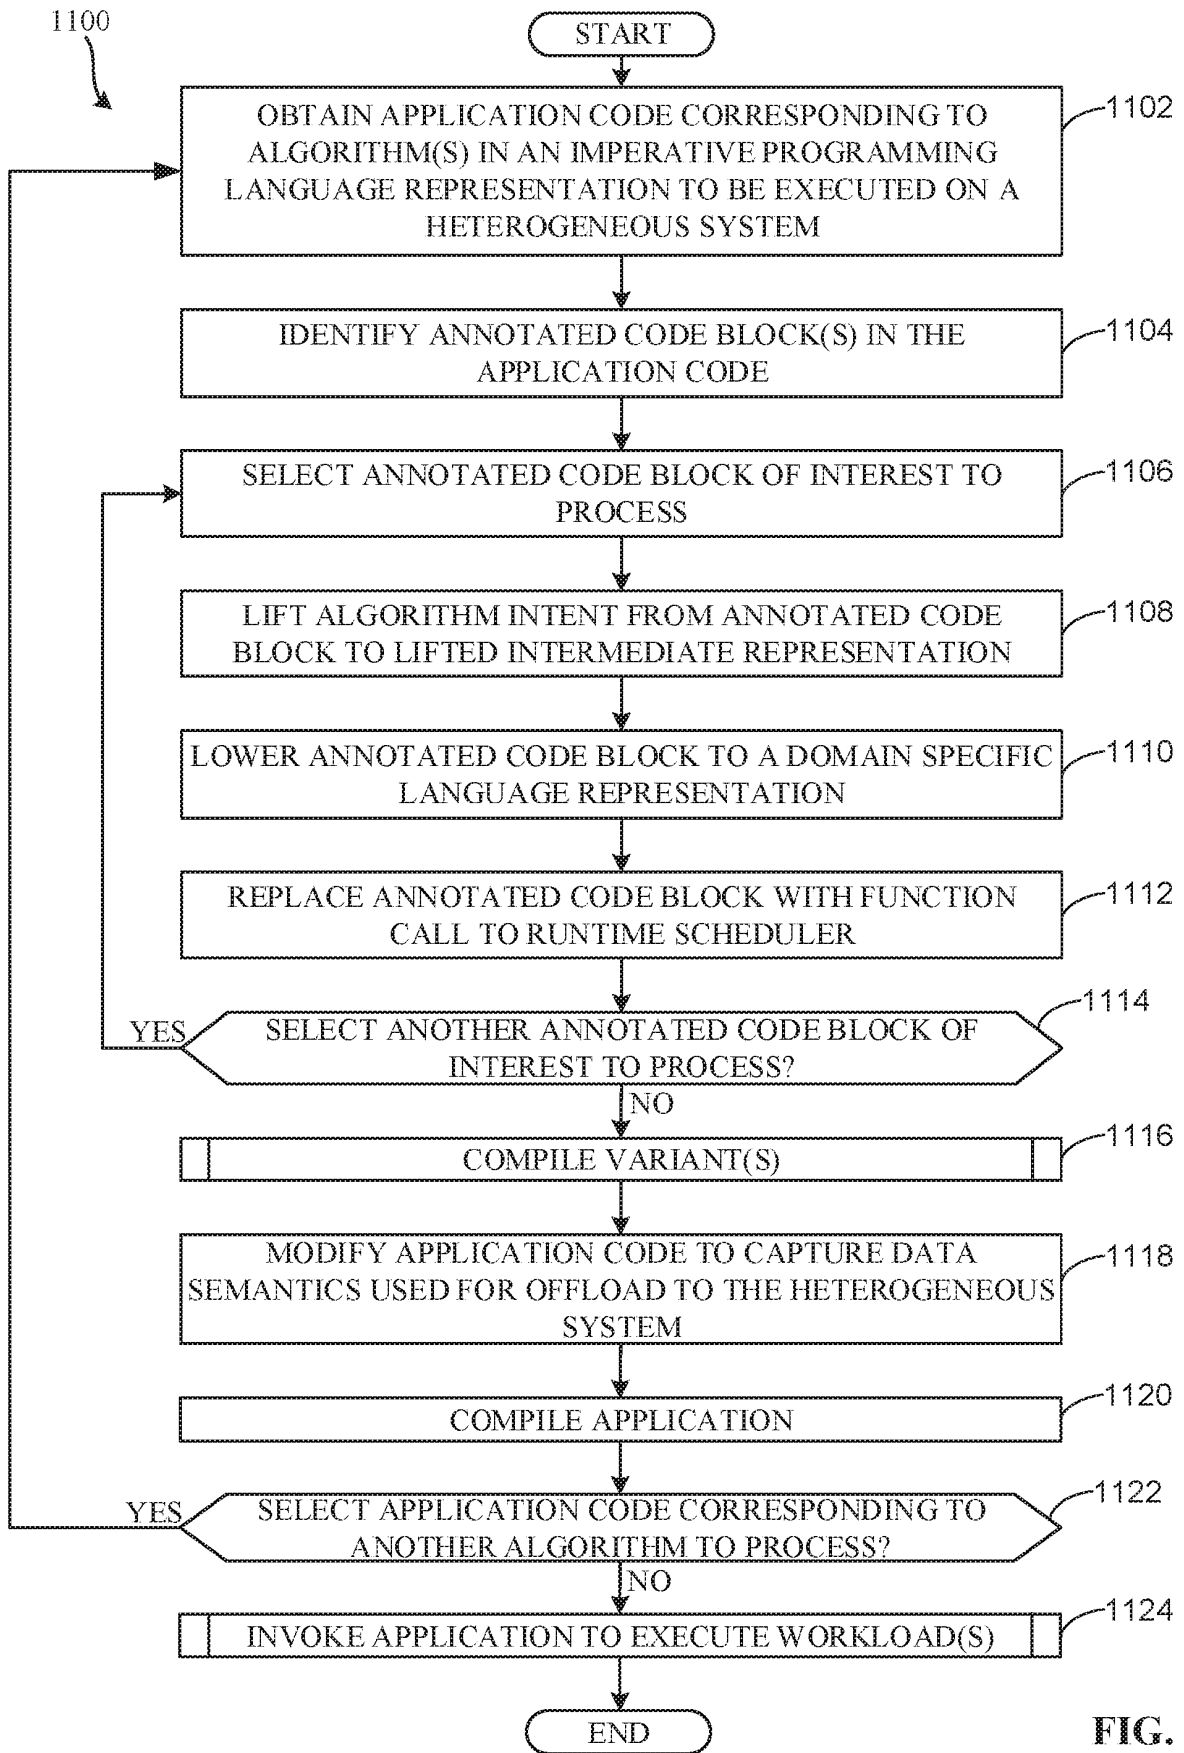 1100
START
OBTAIN APPLICATION CODE CORRESPONDING TO
ALGORITHM(S) IN AN IMPERATIVE PROGRAMMING
LANGUAGE REPRESENTATION TO BE EXECUTED ON A
HETEROGENEOUS SYSTEM
1102
IDENTIFY ANNOTATED CODE BLOCK(S) IN THE
APPLICATION CODE
1104
SELECT ANNOTATED CODE BLOCK OF INTEREST TO
PROCESS
1106
LIFT ALGORITHM INTENT FROM ANNOTATED CODE
BLOCK TO LIFTED INTERMEDIATE REPRESENTATION
1108
LOWER ANNOTATED CODE BLOCK TO A DOMAIN SPECIFIC
LANGUAGE REPRESENTATION
1110
REPLACE ANNOTATED CODE BLOCK WITH FUNCTION
CALL TO RUNTIME SCHEDULER
1112
YES
SELECT ANOTHER ANNOTATED CODE BLOCK OF
INTEREST TO PROCESS?
1114
NO
COMPILE VARIANT(S)
1116
MODIFY APPLICATION CODE TO CAPTURE DATA
SEMANTICS USED FOR OFFLOAD TO THE HETEROGENEOUS
SYSTEM
1118
COMPILE APPLICATION
1120
YES
SELECT APPLICATION CODE CORRESPONDING TO
ANOTHER ALGORITHM TO PROCESS?
1122
NO
INVOKE APPLICATION TO EXECUTE WORKLOAD(S)
1124
END
FIG.